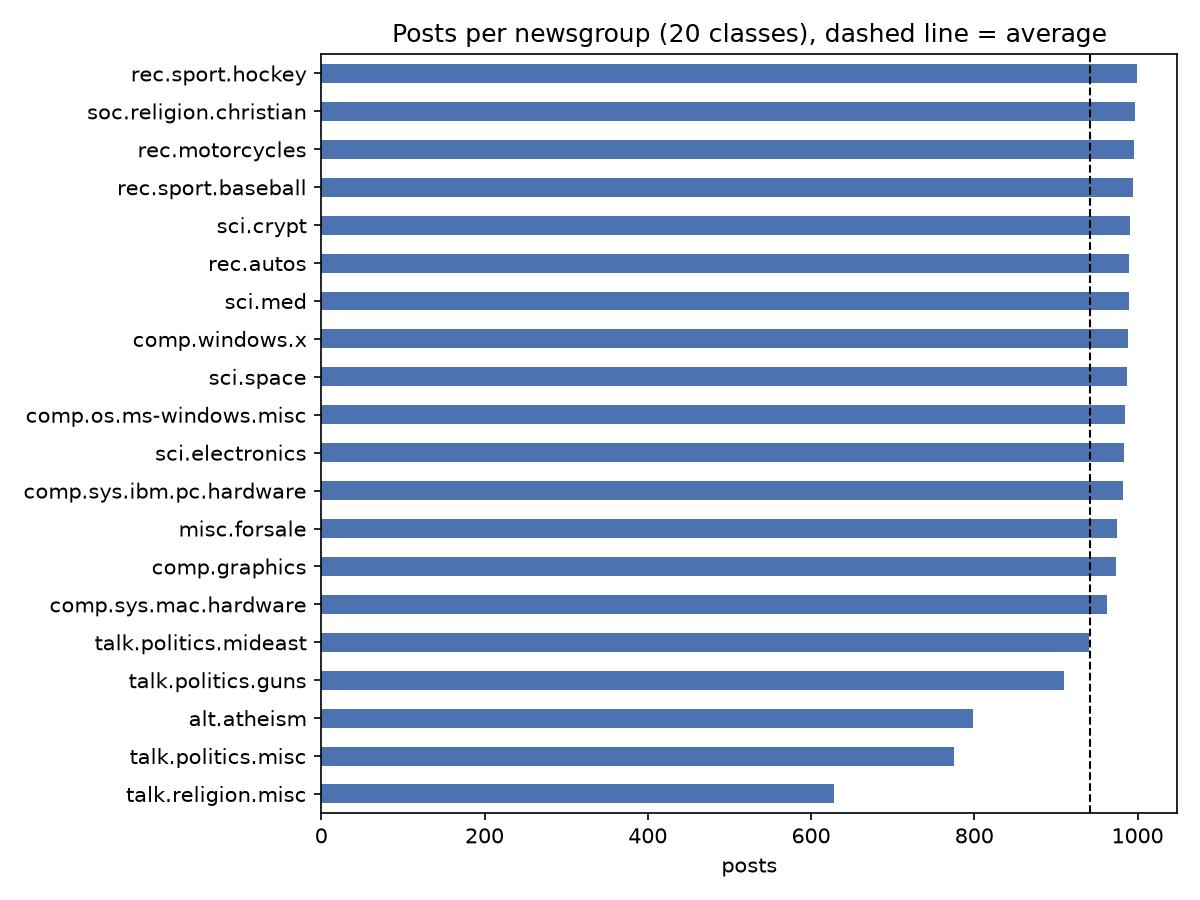 Posts per newsgroup (20 classes), dashed line = average
rec.sport.hockey
soc.religion.christian
rec.motorcycles
rec.sport.baseball
sci.crypt
rec.autos
sci.med
comp.windows.x
sci.space
comp.os.ms-windows.misc
sci.electronics
comp.sys.ibm.pc.hardware
misc.forsale
comp.graphics
comp.sys.mac.hardware
talk.politics.mideast
talk.politics.guns
alt.atheism
talk.politics.misc
talk.religion.misc
0 200 400 600 800 1000
posts